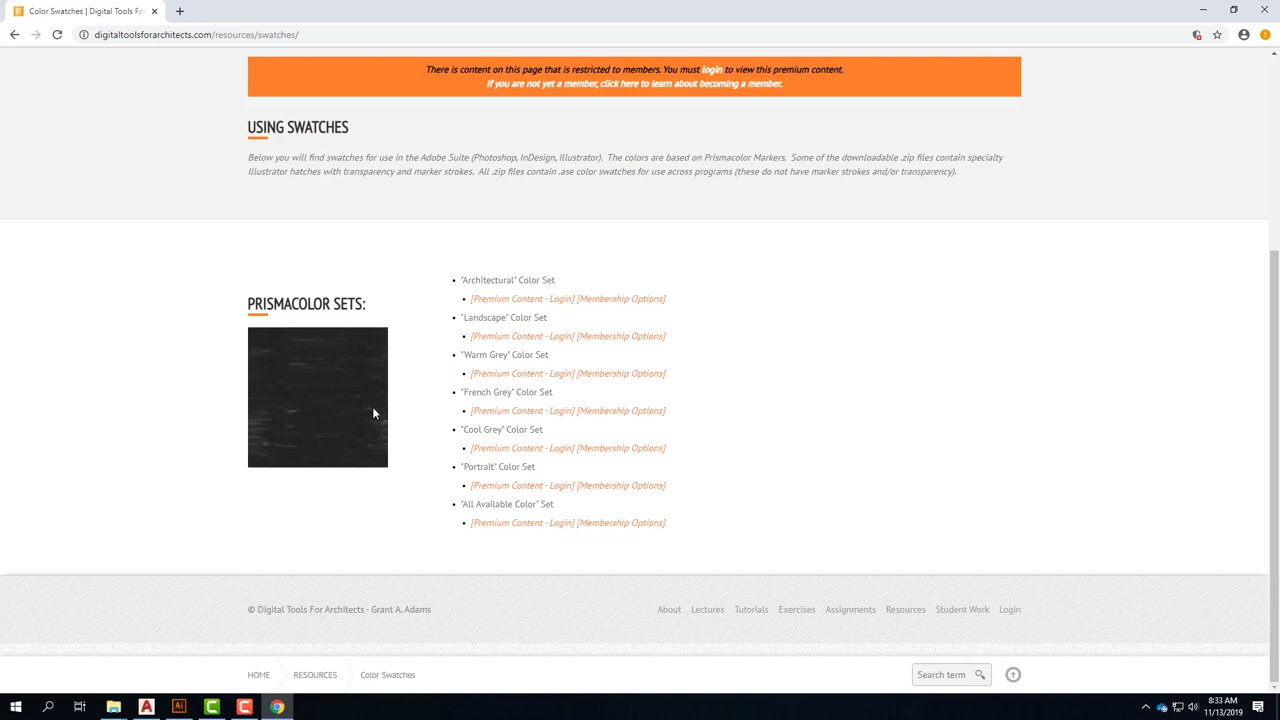 Color Swatches | Digital Tools For
digitaltoolsforarchitects.com/resources/swatches/
There is content on this page that is restricted to members. You must login to view this premium content.
If you are not yet a member, click here to learn about becoming a member.
USING SWATCHES
Below you will find swatches for use in the Adobe Suite (Photoshop, InDesign, Illustrator).  The colors are based on Prismacolor Markers.  Some of the downloadable .zip files contain specialty
Illustrator hatches with transparency and marker strokes.  All .zip files contain .ase color swatches for use across programs (these do not have marker strokes and/or transparency).
PRISMACOLOR SETS:
• "Architectural" Color Set
• [Premium Content - Login] [Membership Options]
• "Landscape" Color Set
• [Premium Content - Login] [Membership Options]
• "Warm Grey" Color Set
• [Premium Content - Login] [Membership Options]
• "French Grey" Color Set
• [Premium Content - Login] [Membership Options]
• "Cool Grey" Color Set
• [Premium Content - Login] [Membership Options]
• "Portrait" Color Set
• [Premium Content - Login] [Membership Options]
• "All Available Color" Set
• [Premium Content - Login] [Membership Options]
© Digital Tools For Architects - Grant A. Adams
About Lectures Tutorials Exercises Assignments Resources Student Work Login
HOME RESOURCES Color Swatches
Search term
A Ai C C
8:33 AM
11/13/2019